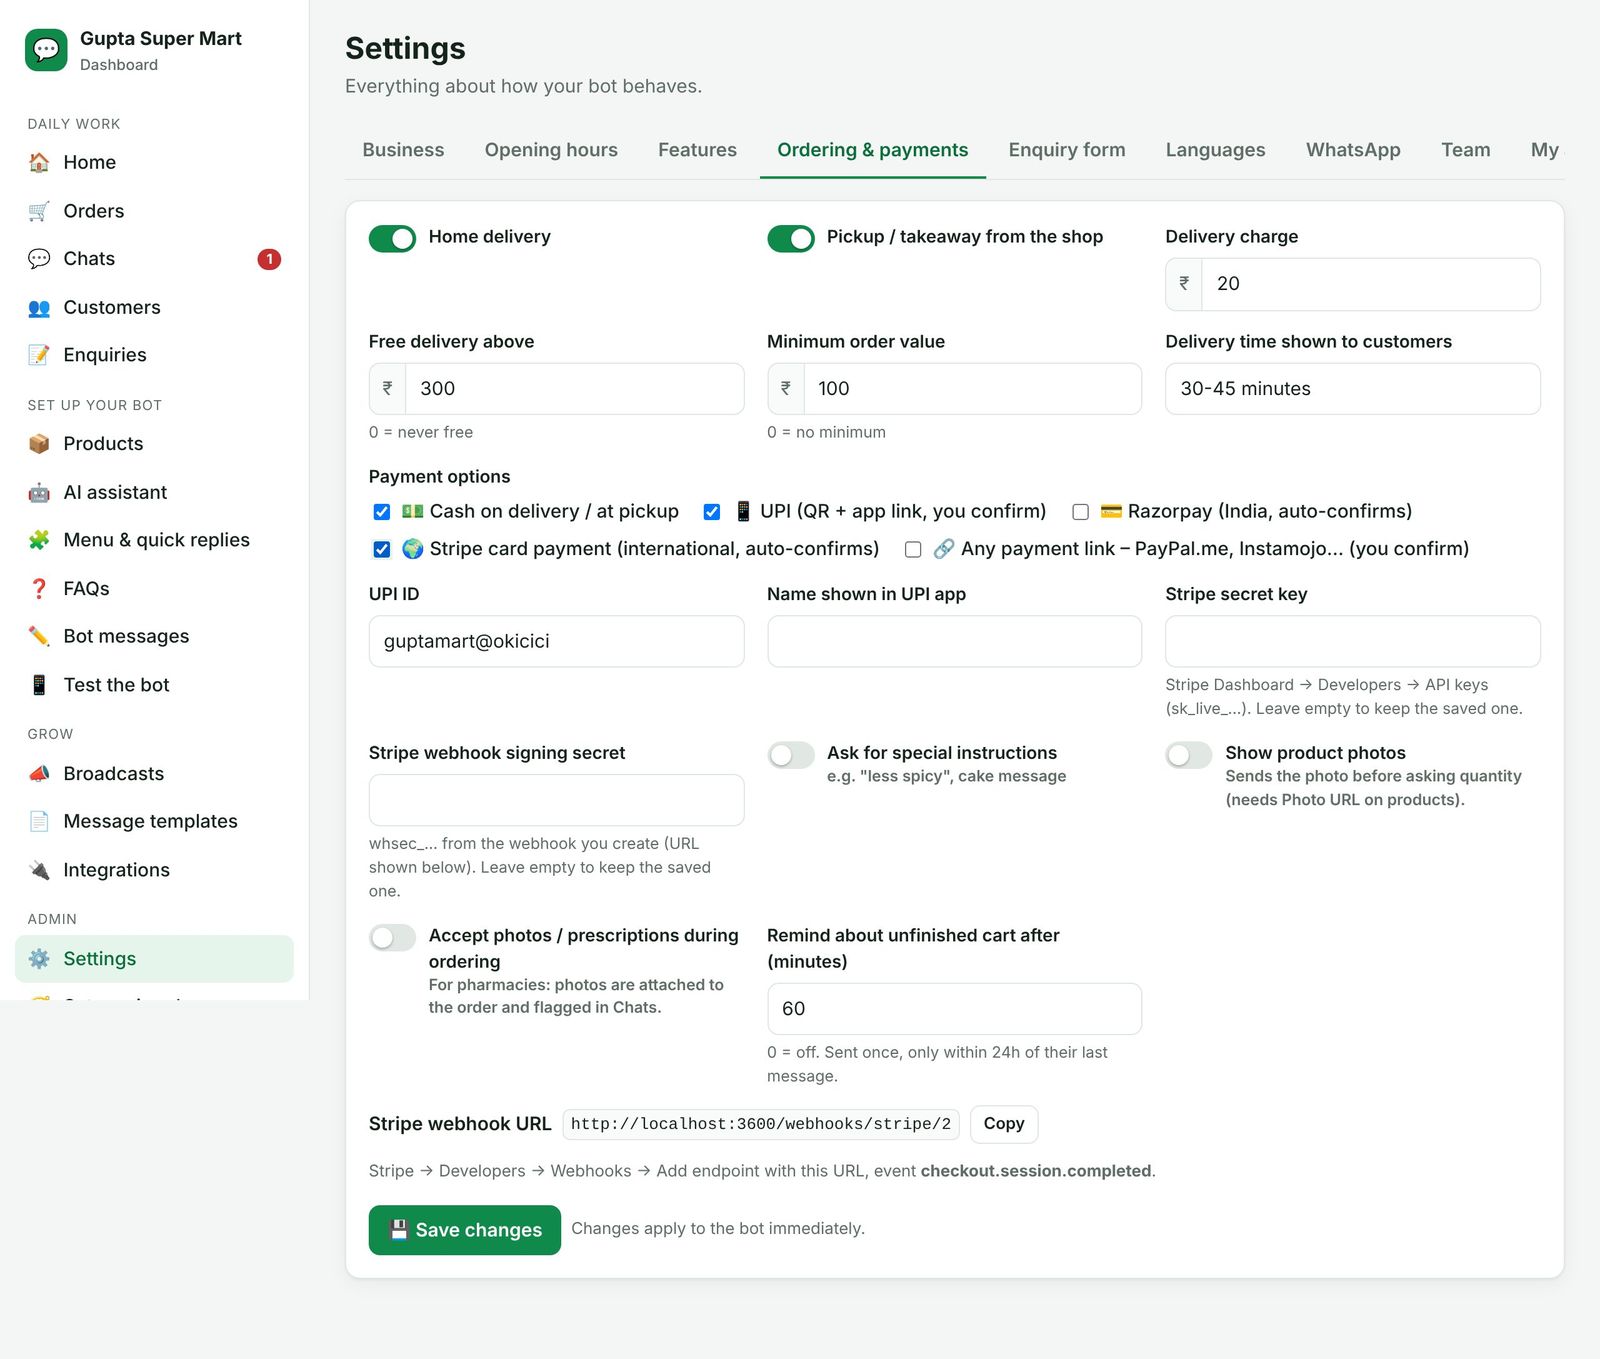 Gupta Super Mart
Dashboard
DAILY WORK
Home
Orders
Chats 1
Customers
Enquiries
SET UP YOUR BOT
Products
AI assistant
Menu & quick replies
FAQs
Bot messages
Test the bot
GROW
Broadcasts
Message templates
Integrations
ADMIN
Settings
Settings
Everything about how your bot behaves.
Business Opening hours Features Ordering & payments Enquiry form Languages WhatsApp Team My
Home delivery
Pickup / takeaway from the shop
Delivery charge
₹ 20
Free delivery above
₹ 300
0 = never free
Minimum order value
₹ 100
0 = no minimum
Delivery time shown to customers
30-45 minutes
Payment options
Cash on delivery / at pickup UPI (QR + app link, you confirm) Razorpay (India, auto-confirms)
Stripe card payment (international, auto-confirms) Any payment link – PayPal.me, Instamojo... (you confirm)
UPI ID
guptamart@okicici
Name shown in UPI app
Stripe secret key
Stripe Dashboard → Developers → API keys
(sk_live_...). Leave empty to keep the saved one.
Stripe webhook signing secret
whsec_... from the webhook you create (URL
shown below). Leave empty to keep the saved
one.
Ask for special instructions
e.g. "less spicy", cake message
Show product photos
Sends the photo before asking quantity
(needs Photo URL on products).
Accept photos / prescriptions during
ordering
For pharmacies: photos are attached to
the order and flagged in Chats.
Remind about unfinished cart after
(minutes)
60
0 = off. Sent once, only within 24h of their last
message.
Stripe webhook URL http://localhost:3600/webhooks/stripe/2 Copy
Stripe → Developers → Webhooks → Add endpoint with this URL, event checkout.session.completed.
Save changes Changes apply to the bot immediately.